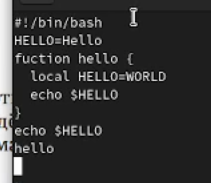 #!/bin/bash
HELLO=Hello
fuction hello {
  local HELLO=WORLD
  echo $HELLO
}
echo $HELLO
hello